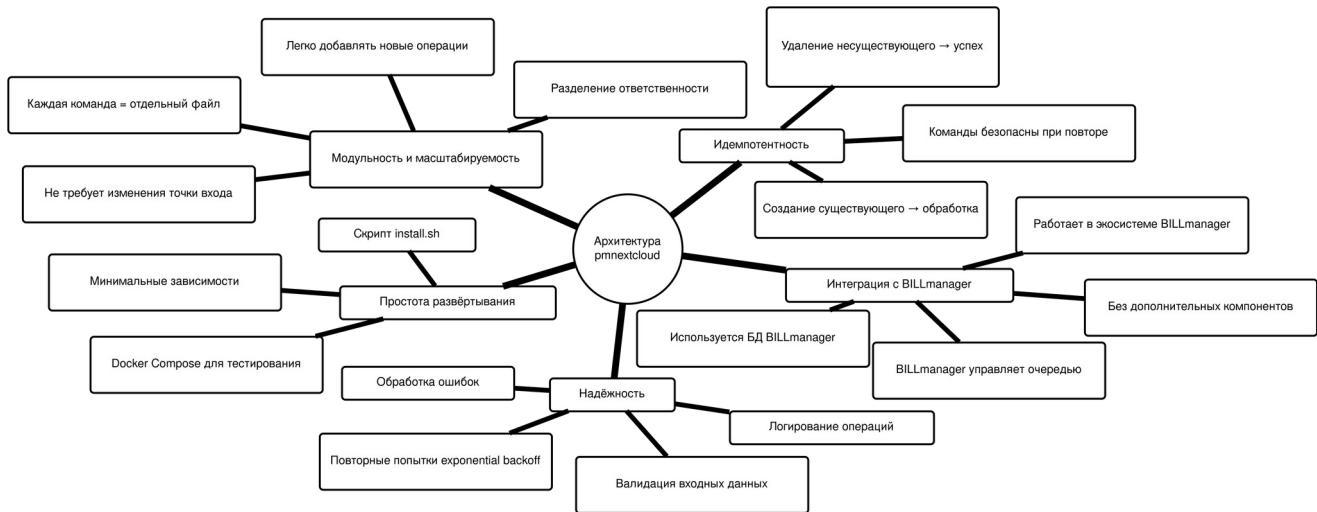 Легко добавлять новые операции
Удаление несуществующего → успех
Каждая команда = отдельный файл
Разделение ответственности
Команды безопасны при повторе
Модульность и масштабируемость
Идемпотентность
Не требует изменения точки входа
Создание существующего → обработка
Работает в экосистеме BILLmanager
Скрипт install.sh
Архитектура
pmnextcloud
Минимальные зависимости
Интеграция с BILLmanager
Простота развёртывания
Без дополнительных компонентов
Используется БД BILLmanager
Docker Compose для тестирования
BILLmanager управляет очередью
Обработка ошибок
Надёжность
Логирование операций
Повторные попытки exponential backoff
Валидация входных данных